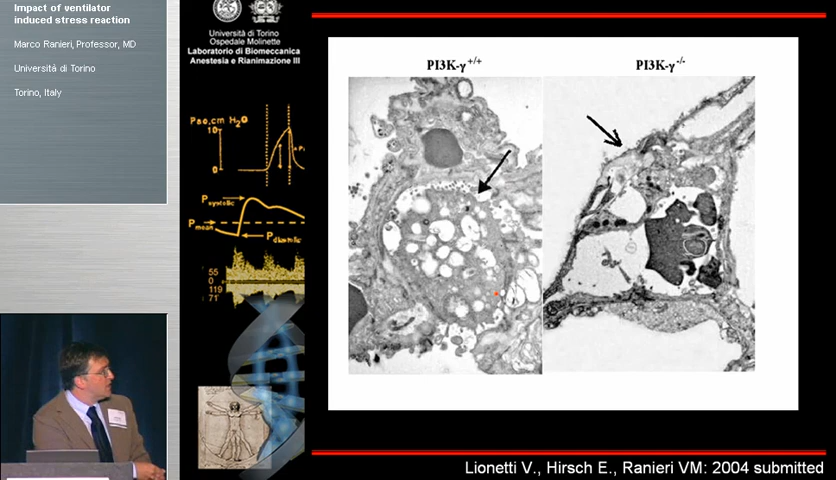 Impact of ventilator
induced stress reaction
Marco Ranieri, Professor, MD
Universitá di Torino
Torino, Italy
Università di Torino
Ospedale Molinette
Laboratorio di Biomeccanica
Anestesia e Rianimazione III
Pao, cm H2O
10
0
Psystolic
Pmean
Pdiastolic
55
0
119
71
PI3K-γ+/+
PI3K-γ-/-
Lionetti V., Hirsch E., Ranieri VM: 2004 submitted